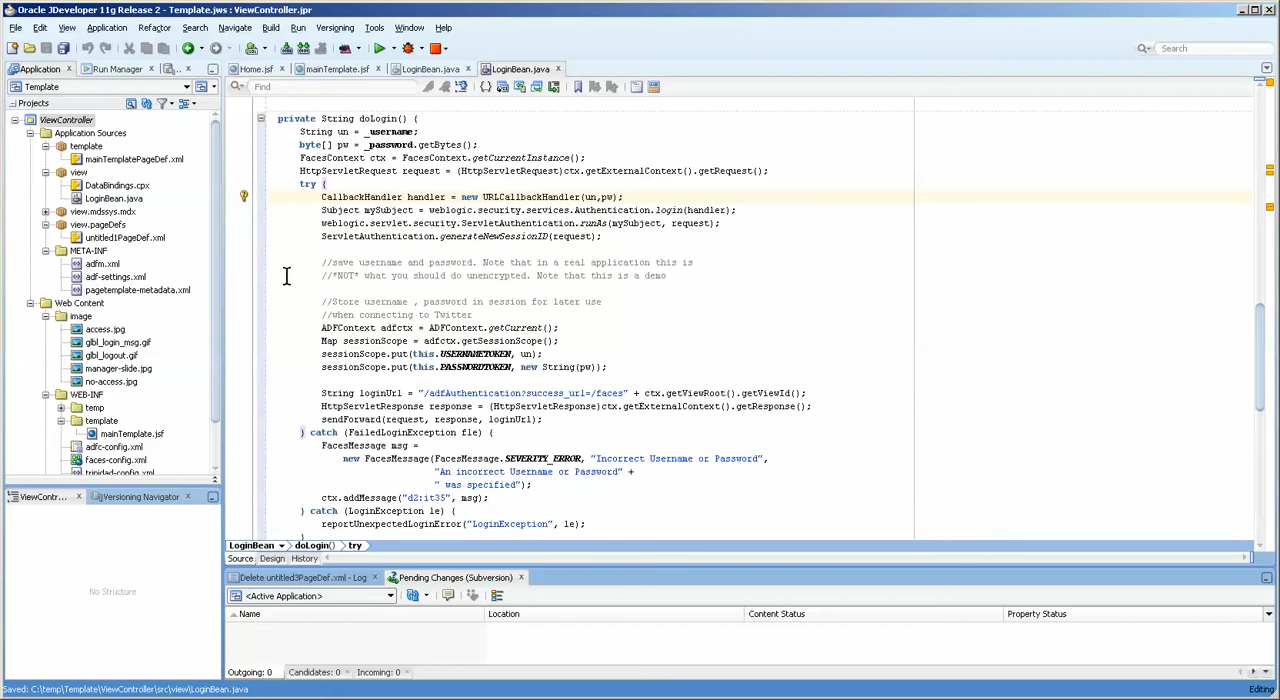 Oracle JDeveloper 11g Release 2 - Template.jws : ViewController.jpr
File Edit View Application Refactor Search Navigate Build Run Versioning Tools Window Help
Search
Application
Run Manager
Home.jsf
mainTemplate.jsf
LoginBean.java
LoginBean.java
Template
Find
Projects
ViewController
Application Sources
template
mainTemplatePageDef.xml
view
DataBindings.cpx
LoginBean.java
view.mdssys.mdx
view.pageDefs
untitled1PageDef.xml
META-INF
adfm.xml
adf-settings.xml
pagetemplate-metadata.xml
Web Content
image
access.jpg
glbl_login_msg.gif
glbl_logout.gif
manager-slide.jpg
no-access.jpg
WEB-INF
temp
template
mainTemplate.jsf
adfc-config.xml
faces-config.xml
trinidad-config.xml
private String doLogin() {
String un = _username;
byte[] pw = _password.getBytes();
FacesContext ctx = FacesContext.getCurrentInstance();
HttpServletRequest request = (HttpServletRequest)ctx.getExternalContext().getRequest();
try {
CallbackHandler handler = new URLCallbackHandler(un,pw);
Subject mySubject = weblogic.security.services.Authentication.login(handler);
weblogic.servlet.security.ServletAuthentication.runAs(mySubject, request);
ServletAuthentication.generateNewSessionID(request);
//save username and password. Note that in a real application this is
//*NOT* what you should do unencrypted. Note that this is a demo
//Store username , password in session for later use
//when connecting to Twitter
ADFContext adfctx = ADFContext.getCurrent();
Map sessionScope = adfctx.getSessionScope();
sessionScope.put(this.USERNAMETOKEN, un);
sessionScope.put(this.PASSWORDTOKEN, new String(pw));
String loginUrl = "/adfAuthentication?success_url=/faces" + ctx.getViewRoot().getViewId();
HttpServletResponse response = (HttpServletResponse)ctx.getExternalContext().getResponse();
sendForward(request, response, loginUrl);
} catch (FailedLoginException fle) {
FacesMessage msg =
new FacesMessage(FacesMessage.SEVERITY_ERROR, "Incorrect Username or Password",
"An incorrect Username or Password" +
" was specified");
ctx.addMessage("d2:it35", msg);
} catch (LoginException le) {
reportUnexpectedLoginError("LoginException", le);
}
LoginBean doLogin() try
Source Design History
ViewContr...
Versioning Navigator
No Structure
Delete untitled3PageDef.xml - Log
Pending Changes (Subversion)
<Active Application>
Name Location Content Status Property Status
Outgoing: 0 Candidates: 0 Incoming: 0
Saved: C:\temp\Template\ViewController\src\view\LoginBean.java
Editing